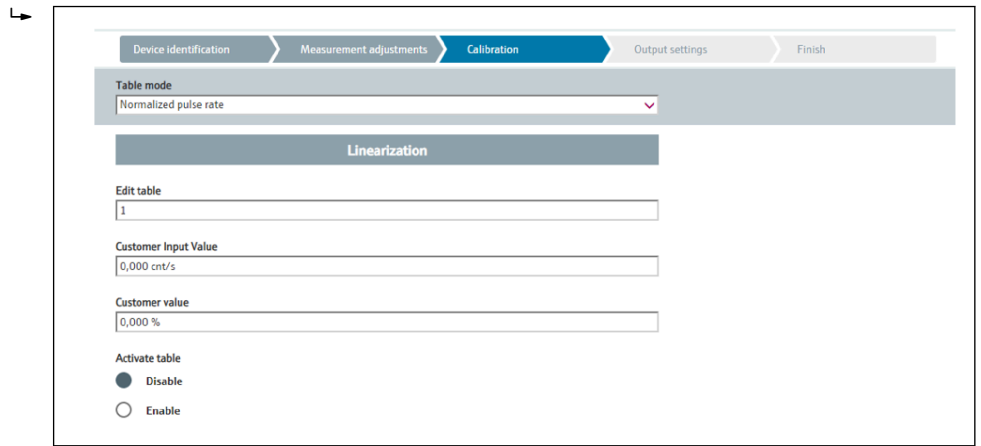 Device identification Measurement adjustments Calibration Output settings Finish
Table mode
Normalized pulse rate
Linearization
Edit table
1
Customer Input Value
0,000 cnt/s
Customer value
0,000 %
Activate table
Disable
Enable